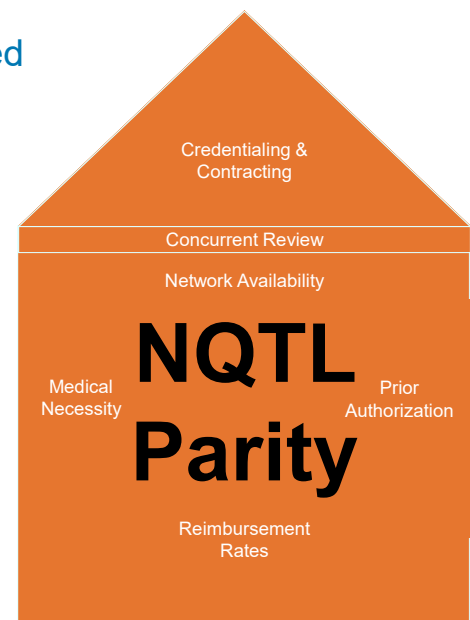 ed
Credentialing &
Contracting
Concurrent Review
Network Availability
NQTL
Parity
Medical
Necessity
Prior
Authorization
Reimbursement
Rates